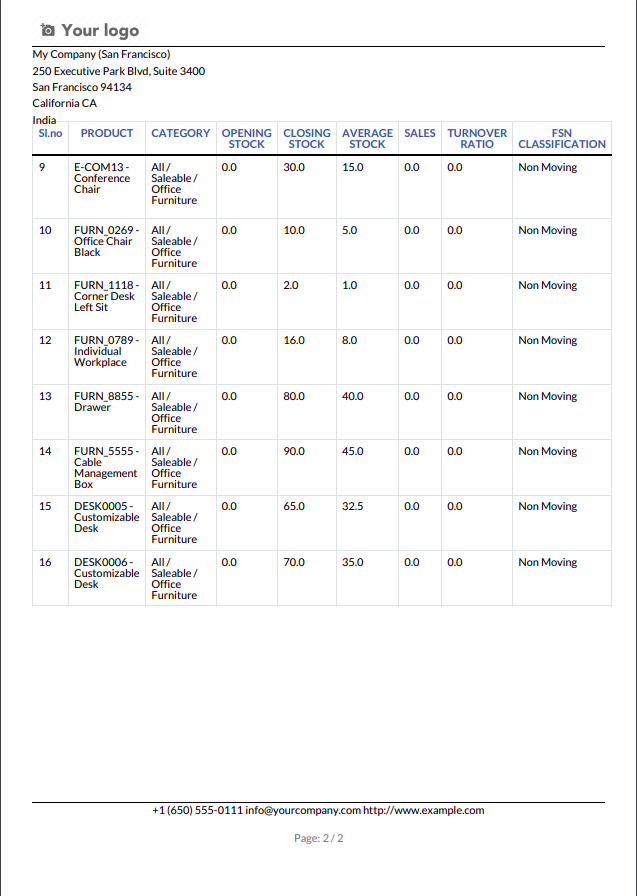 Your logo
My Company (San Francisco)
250 Executive Park Blvd, Suite 3400
San Francisco 94134
California CA
India
Sl.no PRODUCT CATEGORY OPENING STOCK CLOSING STOCK AVERAGE STOCK SALES TURNOVER RATIO FSN CLASSIFICATION
9 E-COM13 - All / 0.0 30.0 15.0 0.0 0.0 Non Moving
Conference Saleable /
Chair Office
Furniture
10 FURN_0269 - All / 0.0 10.0 5.0 0.0 0.0 Non Moving
Office Chair Saleable /
Black Office
Furniture
11 FURN_1118 - All / 0.0 2.0 1.0 0.0 0.0 Non Moving
Corner Desk Saleable /
Left Sit Office
Furniture
12 FURN_0789 - All / 0.0 16.0 8.0 0.0 0.0 Non Moving
Individual Saleable /
Workplace Office
Furniture
13 FURN_8855 - All / 0.0 80.0 40.0 0.0 0.0 Non Moving
Drawer Saleable /
Office
Furniture
14 FURN_5555 - All / 0.0 90.0 45.0 0.0 0.0 Non Moving
Cable Saleable /
Management Office
Box Furniture
15 DESK0005 - All / 0.0 65.0 32.5 0.0 0.0 Non Moving
Customizable Saleable /
Desk Office
Furniture
16 DESK0006 - All / 0.0 70.0 35.0 0.0 0.0 Non Moving
Customizable Saleable /
Desk Office
Furniture
+1 (650) 555-0111 info@yourcompany.com http://www.example.com
Page: 2 / 2